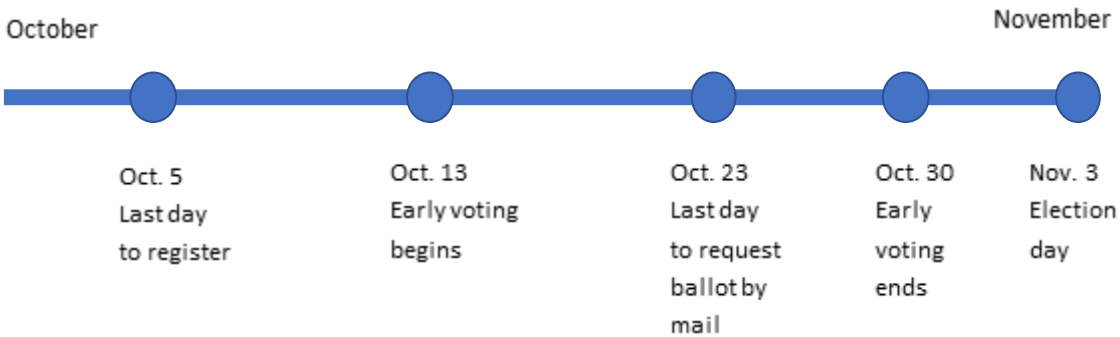 October
November
Oct. 5
Last day
to register
Oct. 13
Early voting
begins
Oct. 23
Last day
to request
ballot by
mail
Oct. 30
Early
voting
ends
Nov. 3
Election
day